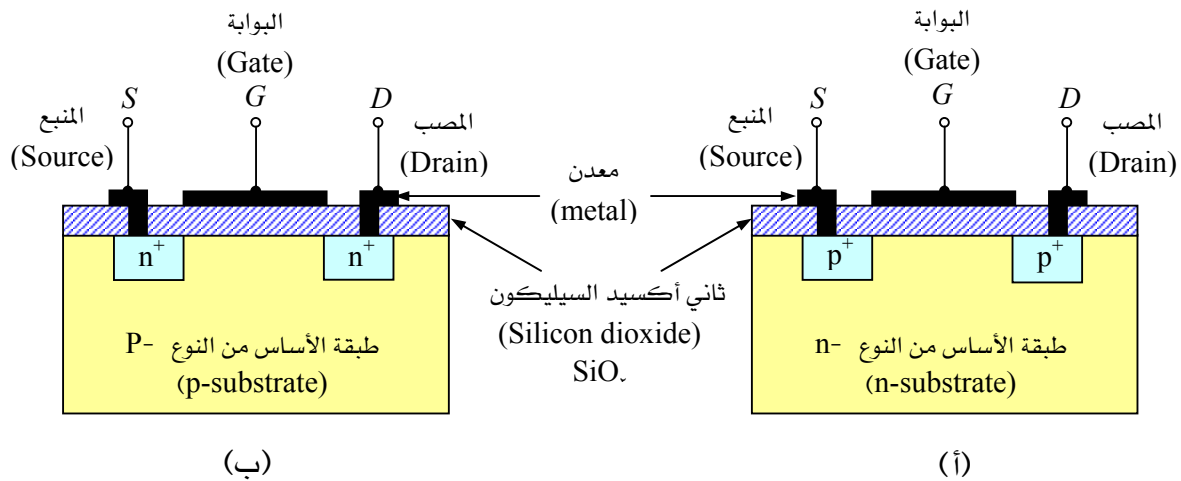 البوابة
(Gate)
S
G
D
المنبع
(Source)
المصب
(Drain)
n+
n+
طبقة الأساس من النوع P-
(p-substrate)
(ب)
معدن
(metal)
ثاني أكسيد السيليكون
(Silicon dioxide)
SiO٢
البوابة
(Gate)
S
G
D
المنبع
(Source)
المصب
(Drain)
p+
p+
طبقة الأساس من النوع n-
(n-substrate)
(أ)